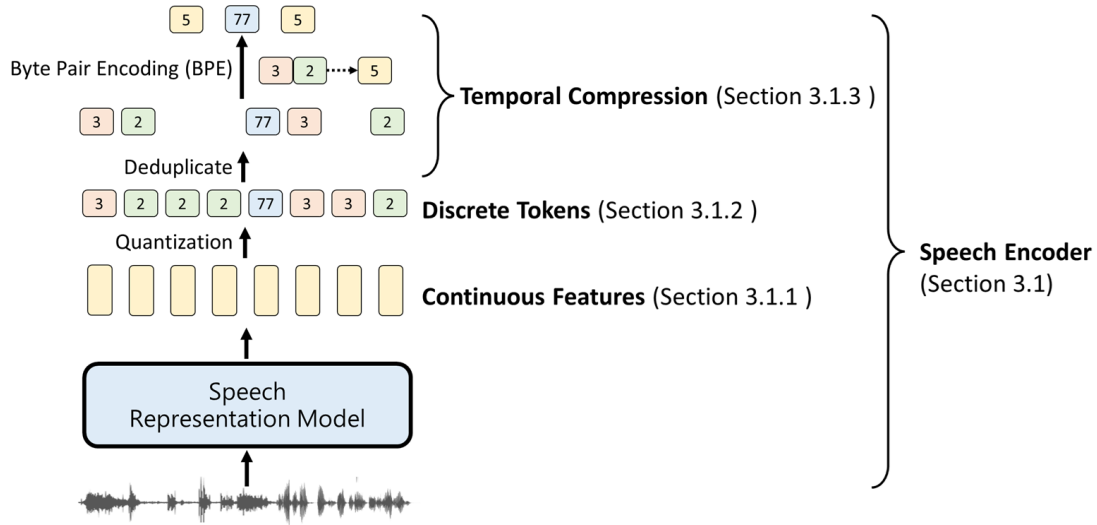 5 77 5
Byte Pair Encoding (BPE)
3 2 5
Temporal Compression (Section 3.1.3 )
3 2 77 3 2
Deduplicate
3 2 2 2 77 3 3 2
Discrete Tokens (Section 3.1.2 )
Quantization
Speech Encoder
(Section 3.1)
Continuous Features (Section 3.1.1 )
Speech
Representation Model